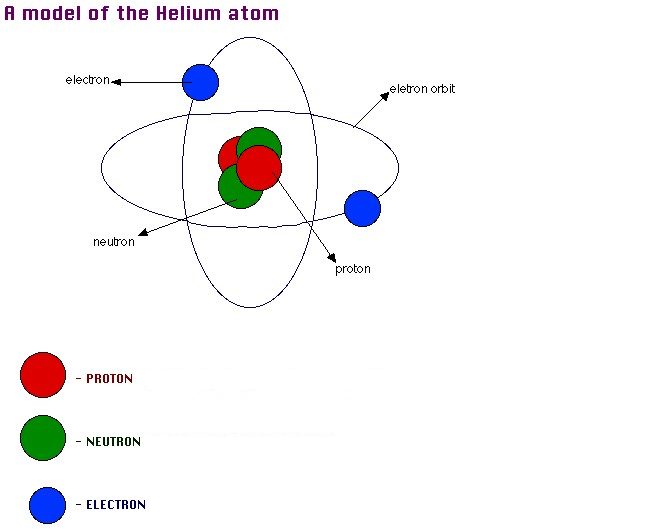 A model of the Helium atom
electron
eletron orbit
neutron
proton
- PROTON
- NEUTRON
- ELECTRON